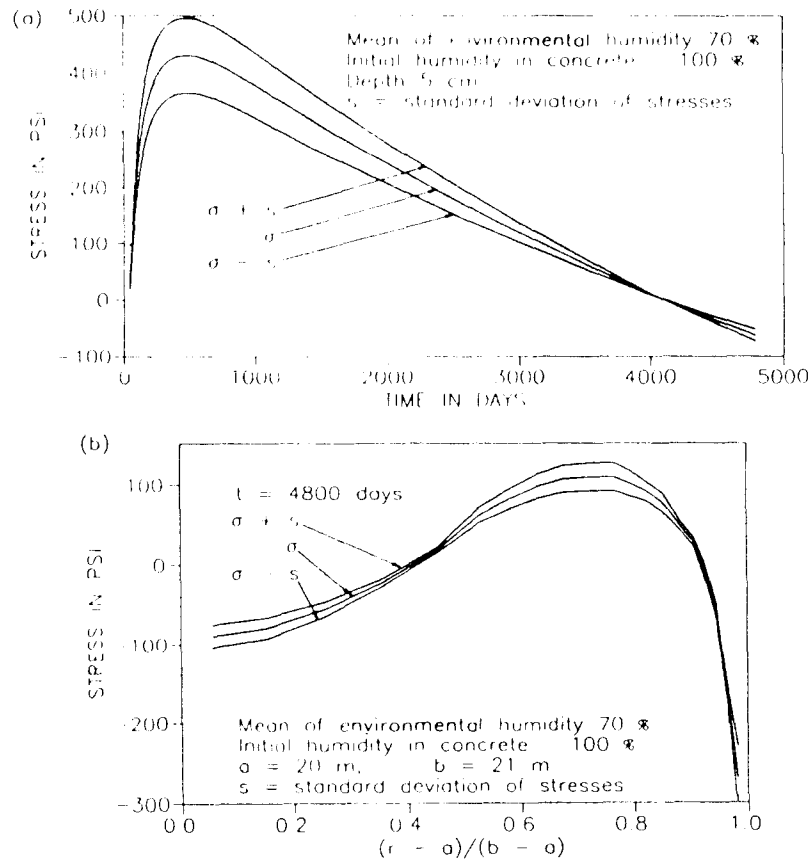 (a)
500
400
300
200
100
0
-100
STRESS IN PSI
Mean of environmental humidity 70 %
Initial humidity in concrete 100 %
Depth 5 cm
s = standard deviation of stresses
σ + s
σ
σ - s
0 1000 2000 3000 4000 5000
TIME IN DAYS
(b)
100
0
-100
-200
-300
STRESS IN PSI
t = 4800 days
σ + s
σ
σ - s
Mean of environmental humidity 70 %
Initial humidity in concrete 100 %
a = 20 m, b = 21 m
s = standard deviation of stresses
0.0 0.2 0.4 0.6 0.8 1.0
(r - a)/(b - a)